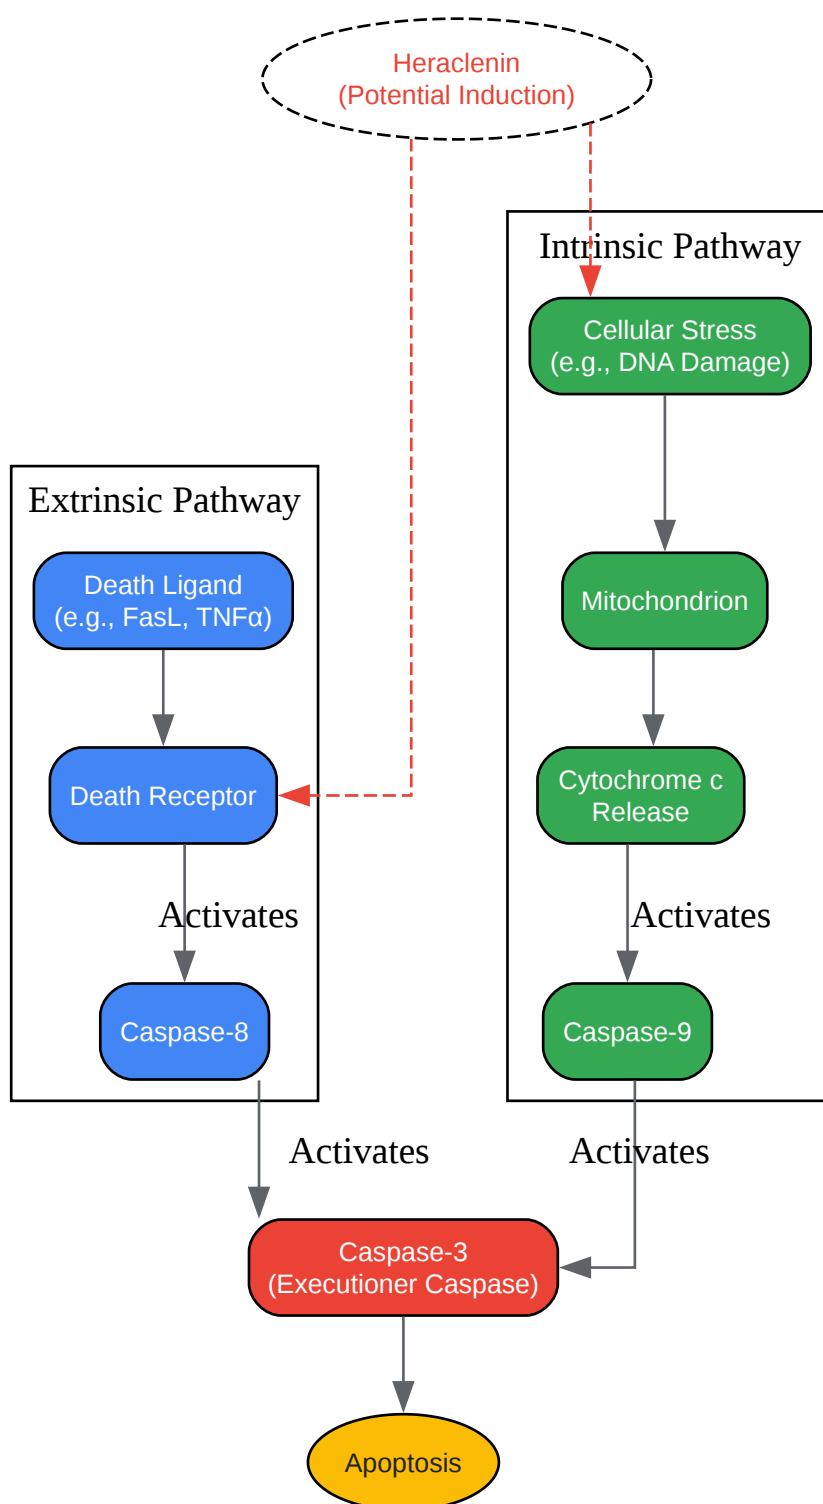 Heraclenin
(Potential Induction)
Intrinsic Pathway
Cellular Stress
(e.g., DNA Damage)
Extrinsic Pathway
Death Ligand
(e.g., FasL, TNFα)
Mitochondrion
Death Receptor
Cytochrome c
Release
Activates
Activates
Caspase-8
Caspase-9
Activates
Activates
Caspase-3
(Executioner Caspase)
Apoptosis